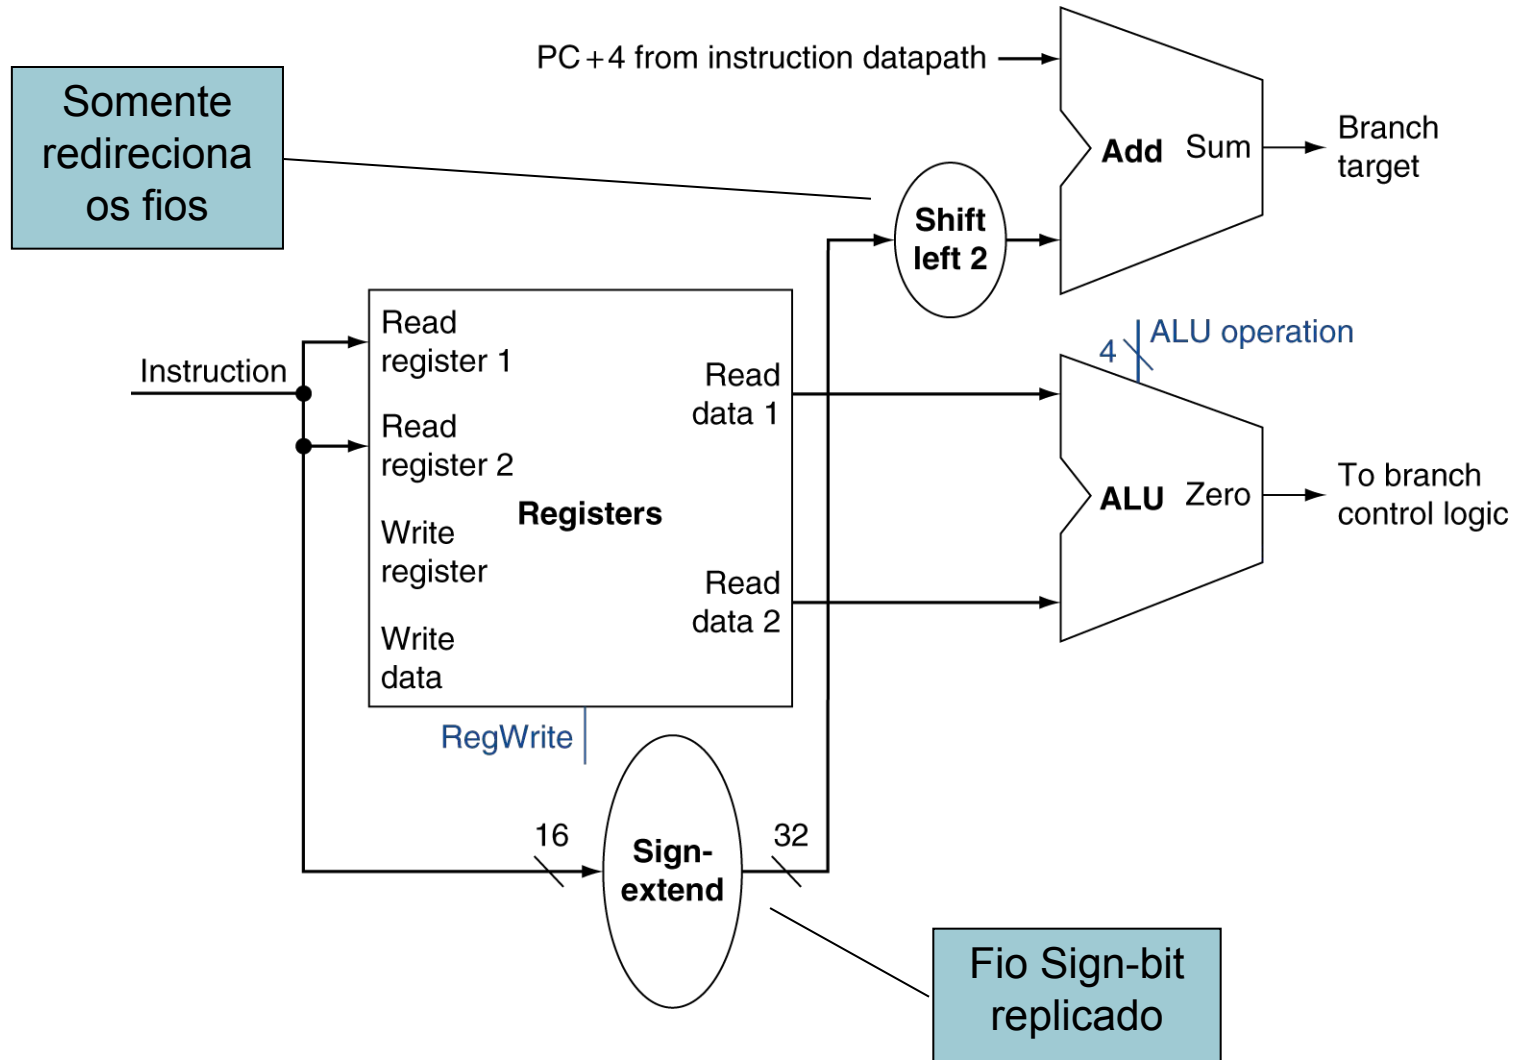 PC+4 from instruction datapath
Somente
redireciona
os fios
Add Sum
Branch
target
Shift
left 2
Instruction
Read
register 1
Read
register 2
Write
register
Write
data
Registers
Read
data 1
Read
data 2
RegWrite
4
ALU operation
ALU Zero
To branch
control logic
16
Sign-
extend
32
Fio Sign-bit
replicado